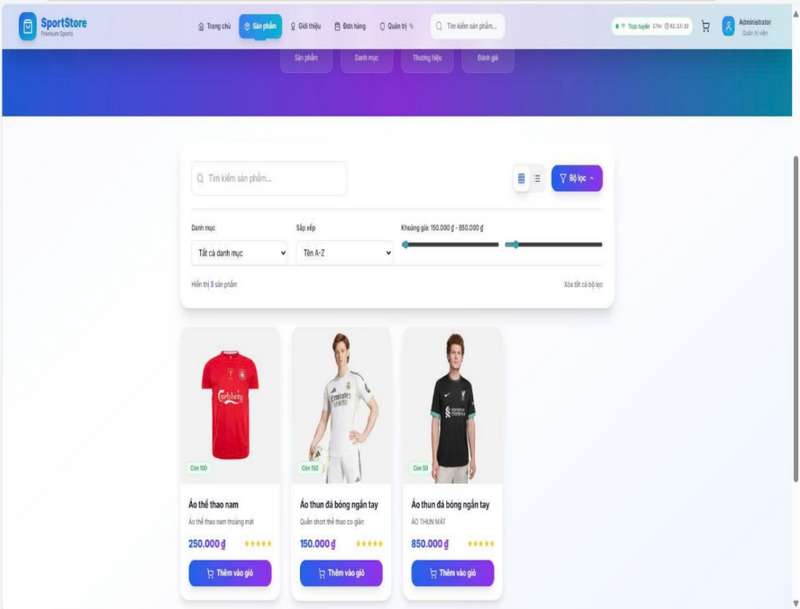 SportStore
Premium Sports
Trang chủ
Sản phẩm
Giới thiệu
Đơn hàng
Quản trị
Tìm kiếm sản phẩm...
Trực tuyến
Administrator
Quản trị viên
Sản phẩm
Danh mục
Thương hiệu
Đánh giá
Tìm kiếm sản phẩm...
Bộ lọc
Danh mục
Sắp xếp
Khoảng giá: 150.000 ₫ - 850.000 ₫
Tất cả danh mục
Tên A-Z
Hiển thị 3 sản phẩm
Xóa tất cả bộ lọc
Carlsberg
Còn 100
Áo thể thao nam
Áo thể thao nam thoáng mát
250.000 ₫
Thêm vào giỏ
Còn 150
Áo thun đá bóng ngắn tay
Quần short thể thao co giãn
150.000 ₫
Thêm vào giỏ
Còn 50
Áo thun đá bóng ngắn tay
ÁO THUN MÁT
850.000 ₫
Thêm vào giỏ